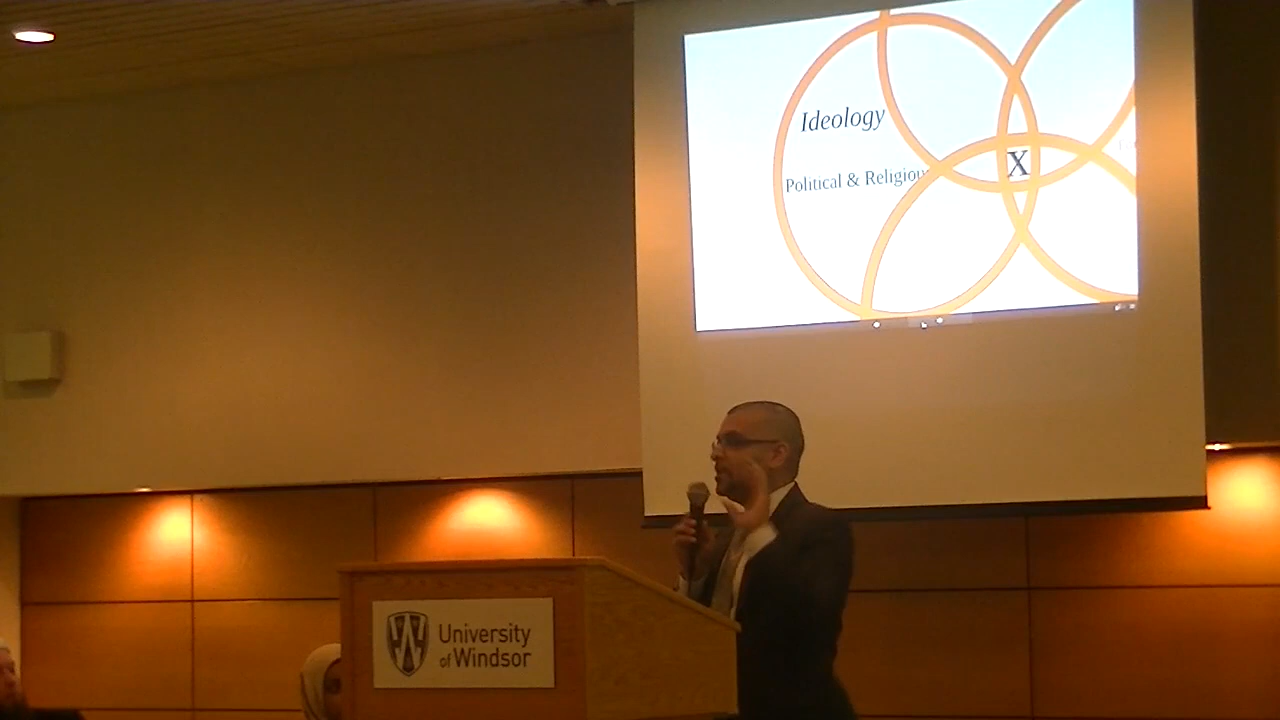 Ideology
Political & Religious
X
University
of Windsor